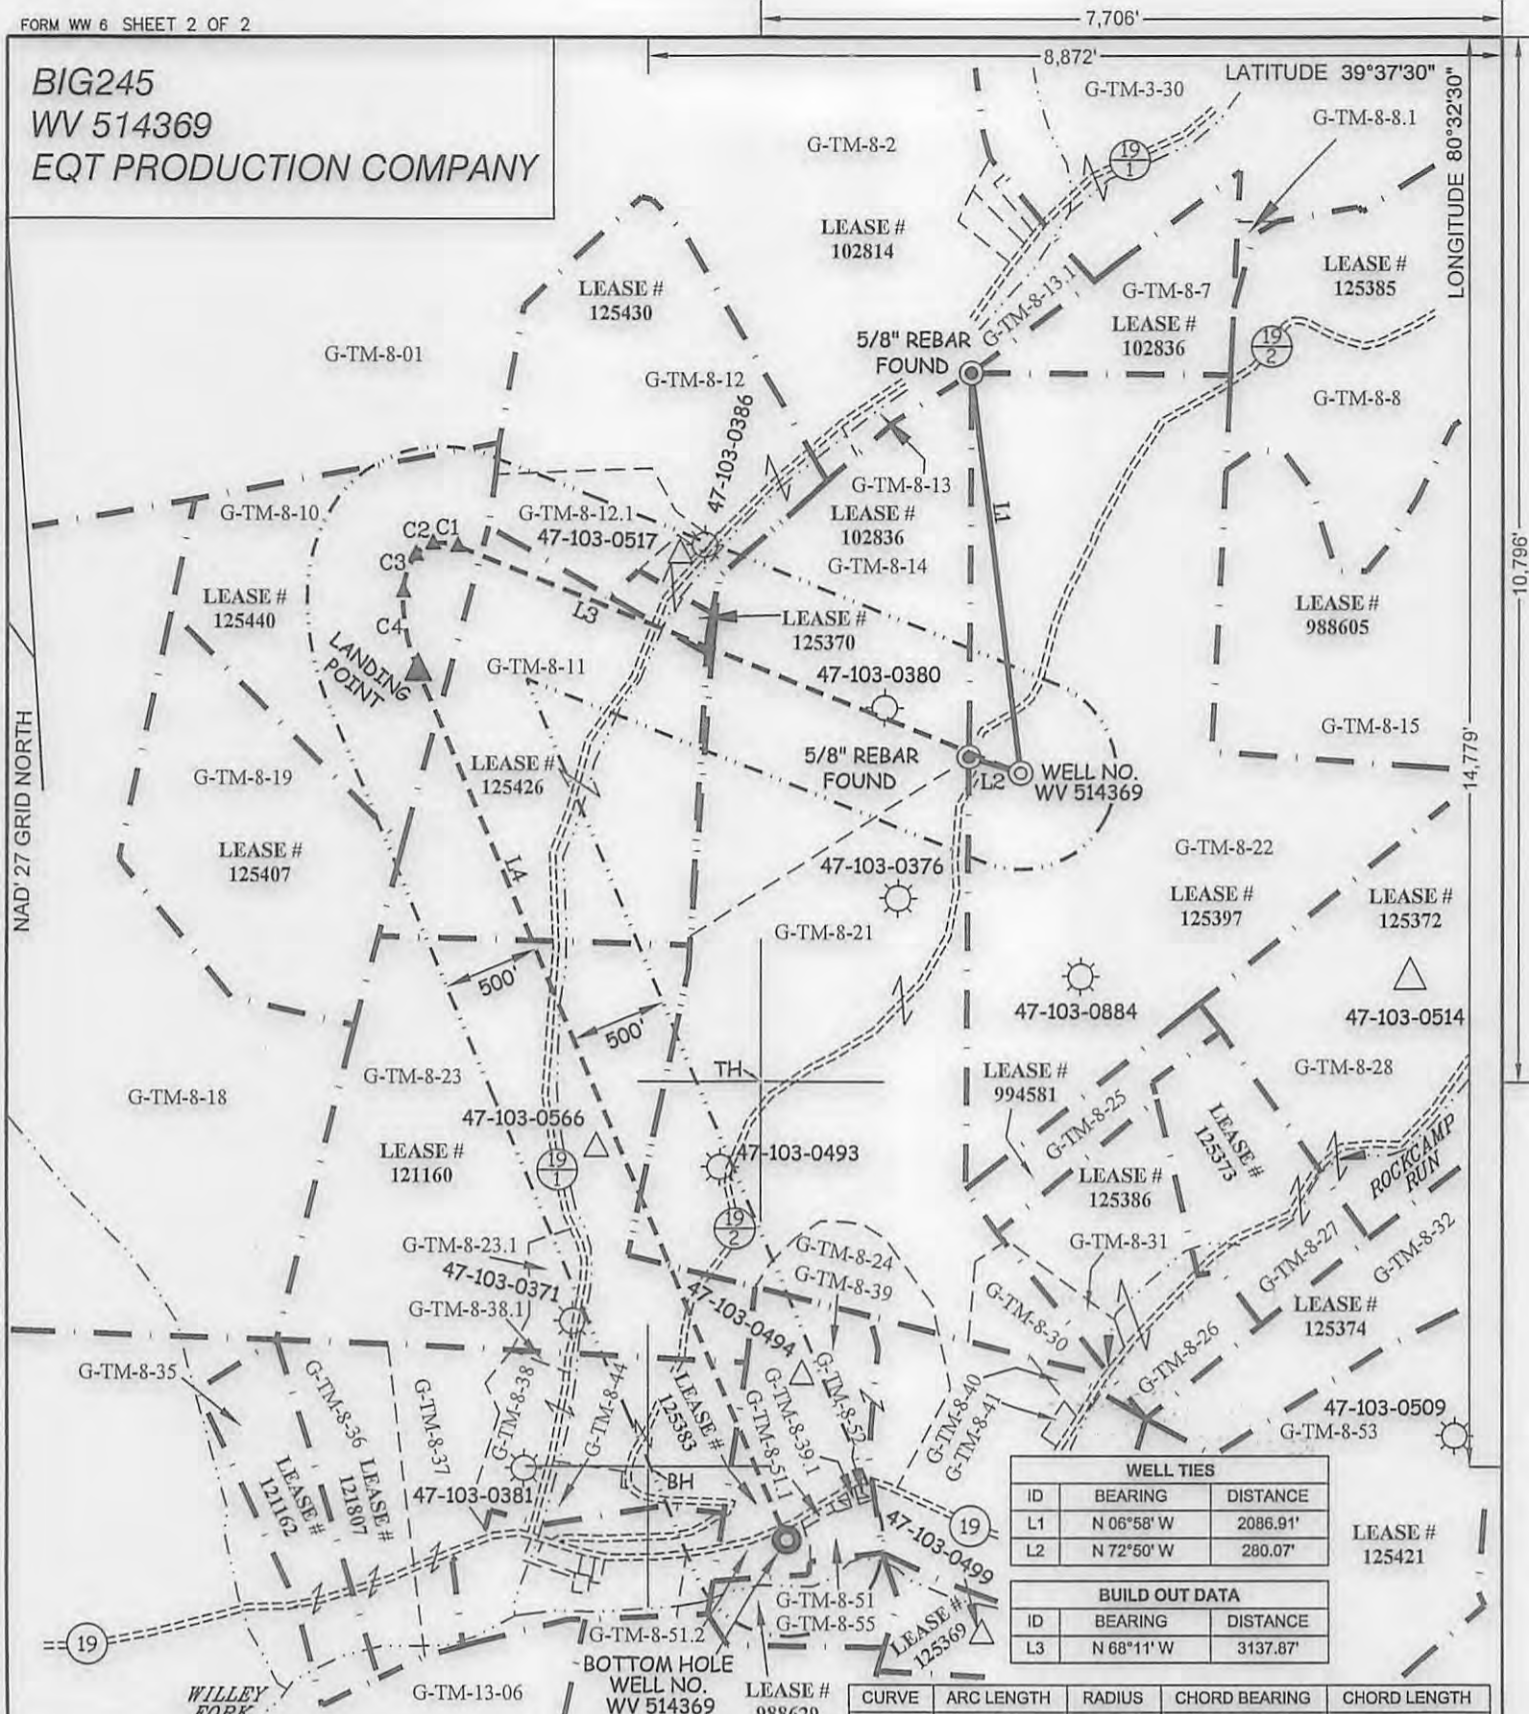 FORM WW 6 SHEET 2 OF 2
7,706'
8,872'
BIG245
WV 514369
EQT PRODUCTION COMPANY
LATITUDE 39°37'30"
LONGITUDE 80°32'30"
G-TM-3-30
G-TM-8-8.1
G-TM-8-2
19
1
LEASE #
102814
LEASE #
125385
LEASE #
125430
G-TM-8-13.1
G-TM-8-7
LEASE #
102836
19
2
5/8" REBAR
FOUND
G-TM-8-01
G-TM-8-12
G-TM-8-8
47-103-0386
G-TM-8-13
G-TM-8-10
G-TM-8-12.1
LEASE #
102836
L1
C2
C1
47-103-0517
10,796'
C3
G-TM-8-14
LEASE #
125440
L3
LEASE #
125370
LEASE #
988605
C4
LANDING
POINT
G-TM-8-11
47-103-0380
G-TM-8-15
14,779'
NAD' 27 GRID NORTH
G-TM-8-19
LEASE #
125426
5/8" REBAR
FOUND
L2
WELL NO.
WV 514369
LEASE #
125407
L4
47-103-0376
G-TM-8-22
LEASE #
125397
LEASE #
125372
G-TM-8-21
500'
500'
47-103-0884
47-103-0514
TH
G-TM-8-23
G-TM-8-18
LEASE #
994581
G-TM-8-28
G-TM-8-25
47-103-0566
LEASE #
125373
47-103-0493
LEASE #
121160
19
1
LEASE #
125386
ROCKCAMP
RUN
19
2
G-TM-8-23.1
47-103-0371
G-TM-8-24
G-TM-8-39
G-TM-8-31
G-TM-8-27
G-TM-8-32
G-TM-8-38.1
47-103-0494
G-TM-8-30
LEASE #
125374
G-TM-8-35
G-TM-8-36
G-TM-8-37
G-TM-8-38
G-TM-8-44
LEASE #
125383
G-TM-8-52
G-TM-8-39.1
G-TM-8-51.1
G-TM-8-40
G-TM-8-41
G-TM-8-26
47-103-0509
G-TM-8-53
LEASE #
121162
LEASE #
121807
47-103-0381
BH
WELL TIES
ID BEARING DISTANCE
L1 N 06°58' W 2086.91'
L2 N 72°50' W 280.07'
LEASE #
125421
19
47-103-0499
BUILD OUT DATA
ID BEARING DISTANCE
L3 N 68°11' W 3137.87'
G-TM-8-51
G-TM-8-55
LEASE #
125369
19
G-TM-8-51.2
BOTTOM HOLE
WELL NO.
WV 514369
LEASE #
988629
WILLEY
FORK
G-TM-13-06
CURVE ARC LENGTH RADIUS CHORD BEARING CHORD LENGTH